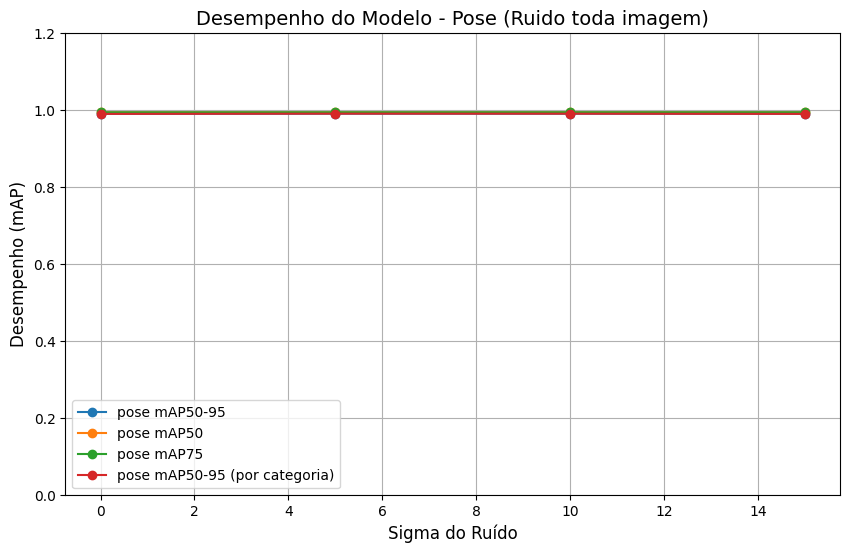 Desempenho do Modelo - Pose (Ruido toda imagem)
1.2
1.0
0.8
0.6
0.4
0.2
0.0
Desempenho (mAP)
pose mAP50-95
pose mAP50
pose mAP75
pose mAP50-95 (por categoria)
0 2 4 6 8 10 12 14
Sigma do Ruído